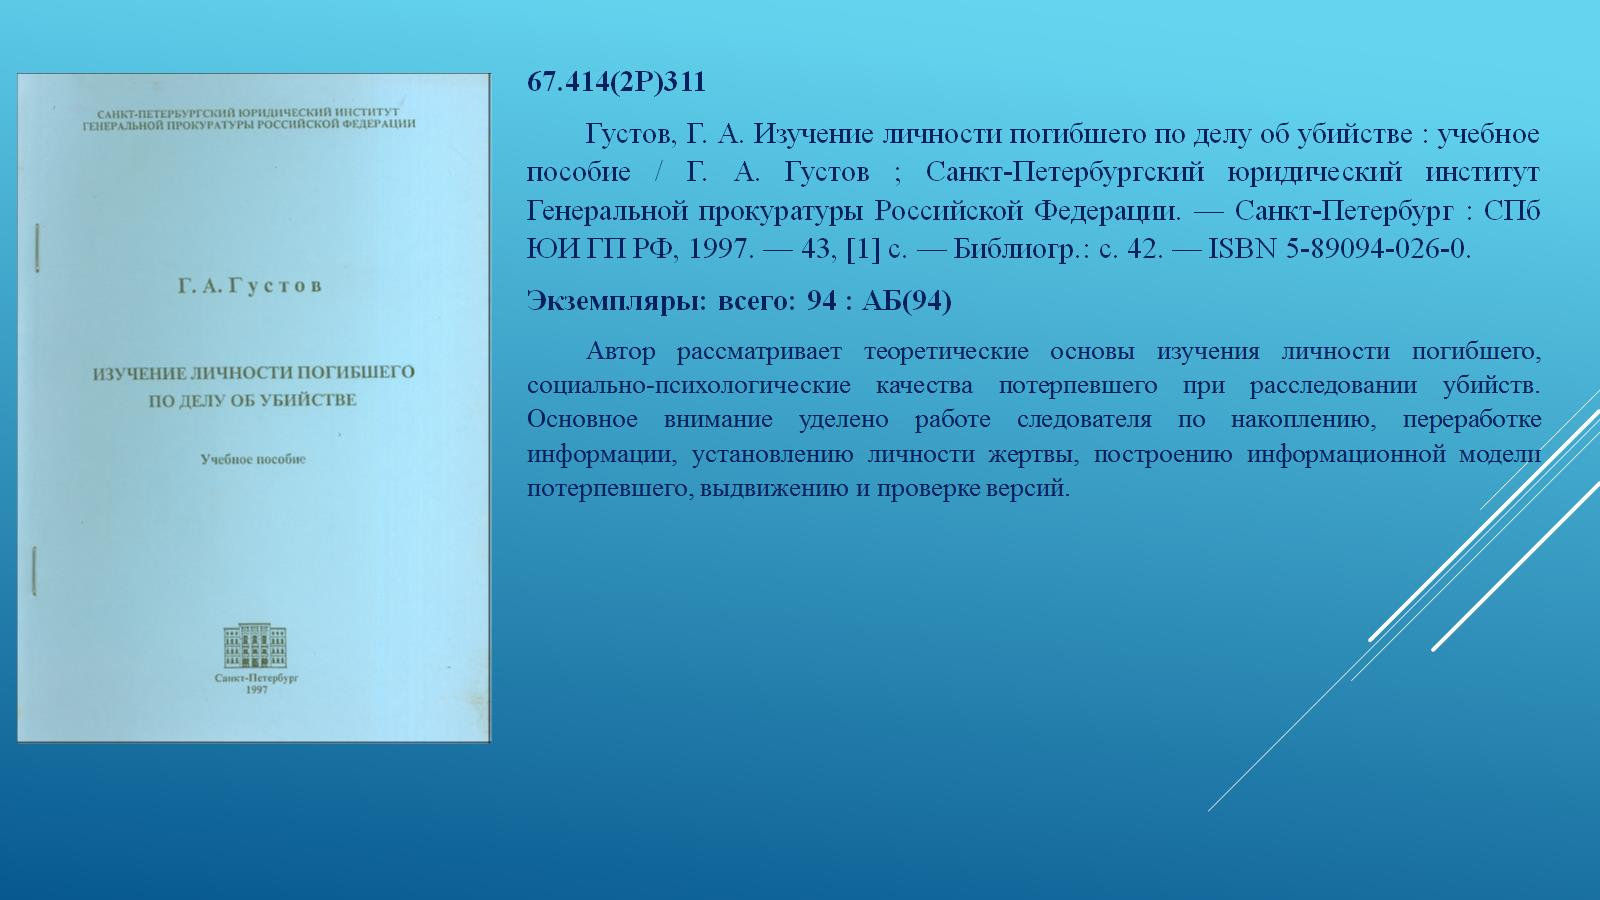 САНКТ-ПЕТЕРБУРГСКИЙ ЮРИДИЧЕСКИЙ ИНСТИТУТ
ГЕНЕРАЛЬНОЙ ПРОКУРАТУРЫ РОССИЙСКОЙ ФЕДЕРАЦИИ
Г. А. Густов
ИЗУЧЕНИЕ ЛИЧНОСТИ ПОГИБШЕГО
ПО ДЕЛУ ОБ УБИЙСТВЕ
Учебное пособие
Санкт-Петербург
1997
67.414(2Р)311
Густов, Г. А. Изучение личности погибшего по делу об убийстве : учебное
пособие / Г. А. Густов ; Санкт-Петербургский юридический институт
Генеральной прокуратуры Российской Федерации. — Санкт-Петербург : СПб
ЮИ ГП РФ, 1997. — 43, [1] с. — Библиогр.: с. 42. — ISBN 5-89094-026-0.
Экземпляры: всего: 94 : АБ(94)
Автор рассматривает теоретические основы изучения личности погибшего,
социально-психологические качества потерпевшего при расследовании убийств.
Основное внимание уделено работе следователя по накоплению, переработке
информации, установлению личности жертвы, построению информационной модели
потерпевшего, выдвижению и проверке версий.